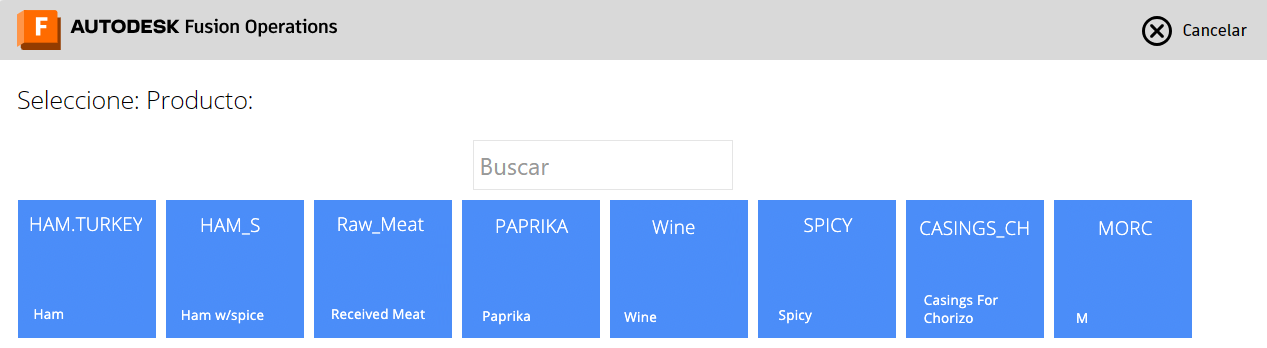 F AUTODESK Fusion Operations
Cancelar
Seleccione: Producto:
Buscar
HAM.TURKEY
Ham
HAM_S
Ham w/spice
Raw_Meat
Received Meat
PAPRIKA
Paprika
Wine
Wine
SPICY
Spicy
CASINGS_CH
Casings For
Chorizo
MORC
M